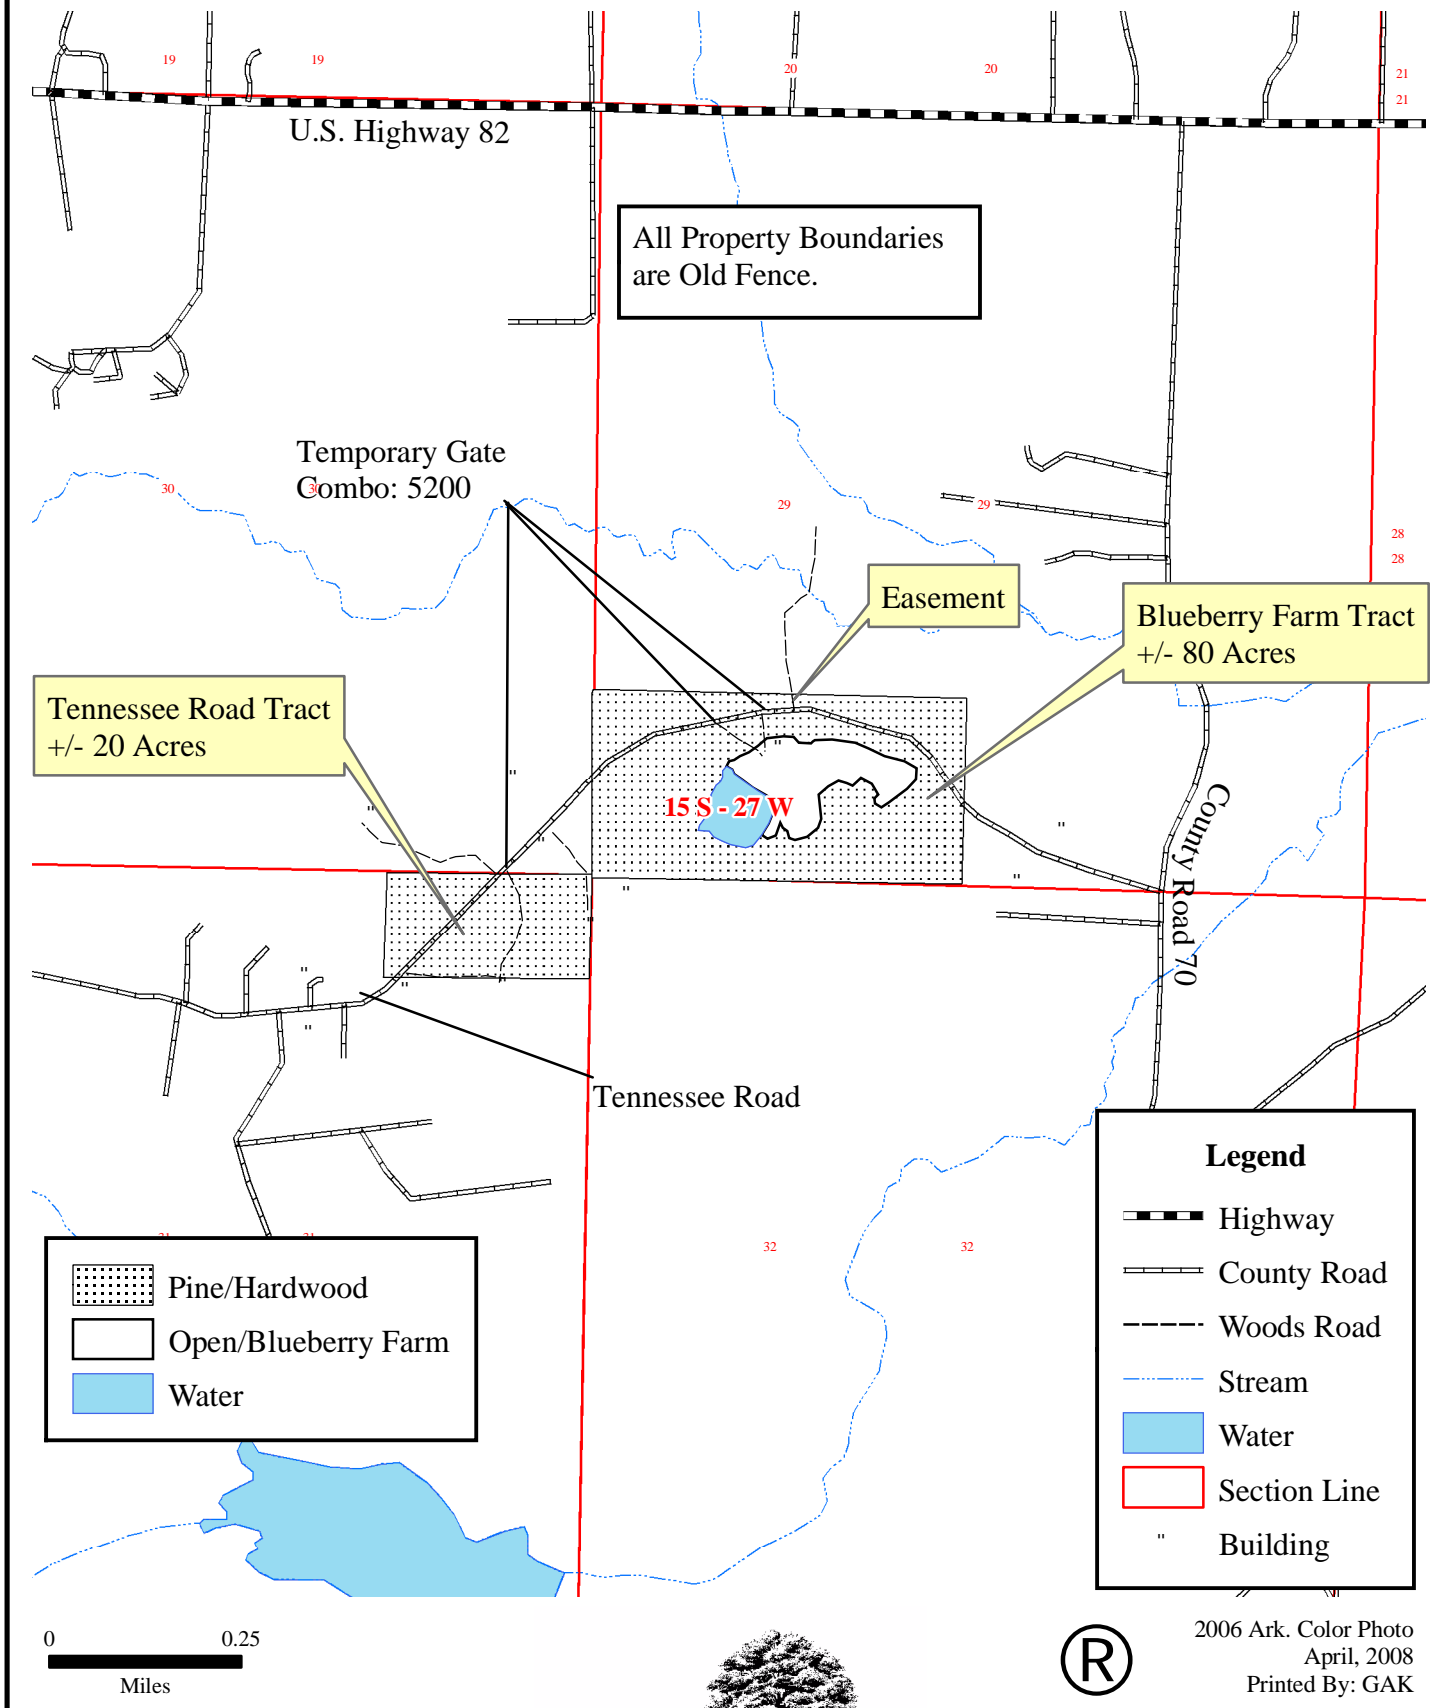 19
19
20
20
21
21
U.S. Highway 82
All Property Boundaries
are Old Fence.
Temporary Gate
Combo: 5200
30
30
29
29
28
28
Easement
Blueberry Farm Tract
+/- 80 Acres
Tennessee Road Tract
+/- 20 Acres
15 S - 27 W
County Road 70
Tennessee Road
31
31
32
32
Pine/Hardwood
Open/Blueberry Farm
Water
Legend
Highway
County Road
Woods Road
Stream
Water
Section Line
" Building
0 0.25
Miles
®
2006 Ark. Color Photo
April, 2008
Printed By: GAK